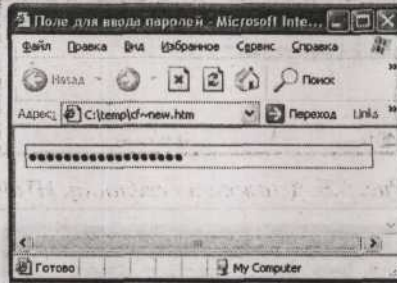 Поле для ввода паролей - Microsoft Inte...
Файл Правка Вид Избранное Сервис Справка
Назад Поиск
Адрес: C:\temp\cf~new.htm Переход Links
••••••••••••••••••
Готово My Computer